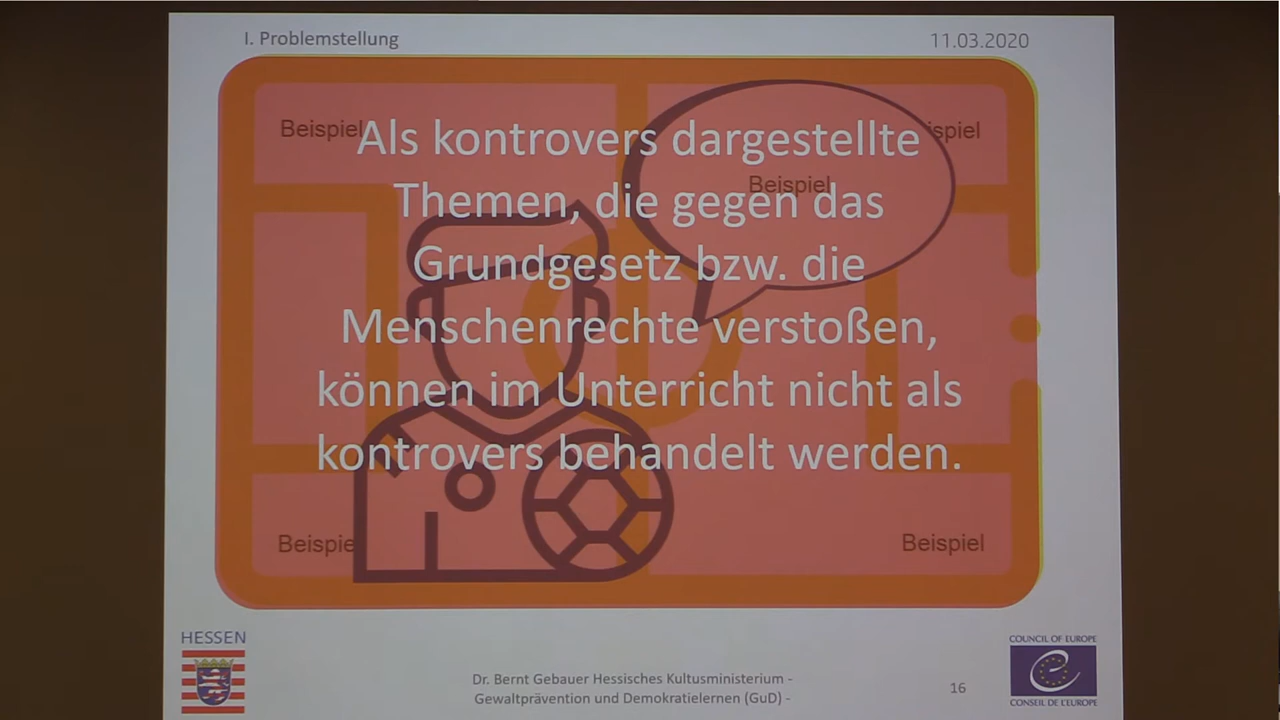 I. Problemstellung
11.03.2020
Beispiel
Beispiel
Als kontrovers dargestellte
Themen, die gegen das
Grundgesetz bzw. die
Menschenrechte verstoßen,
können im Unterricht nicht als
kontrovers behandelt werden.
Beispiel
HESSEN
Dr. Bernt Gebauer Hessisches Kultusministerium -
Gewaltprävention und Demokratielernen (GuD) -
16
COUNCIL OF EUROPE
CONSEIL DE L'EUROPE